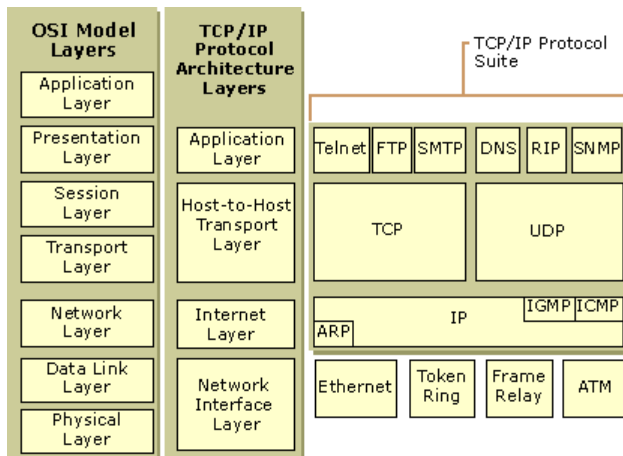 OSI Model
Layers
Application
Layer
Presentation
Layer
Session
Layer
Transport
Layer
Network
Layer
Data Link
Layer
Physical
Layer
TCP/IP
Protocol
Architecture
Layers
Application
Layer
Host-to-Host
Transport
Layer
Internet
Layer
Network
Interface
Layer
TCP/IP Protocol
Suite
Telnet FTP SMTP DNS RIP SNMP
TCP UDP
IGMP ICMP
IP
ARP
Ethernet
Token
Ring
Frame
Relay
ATM